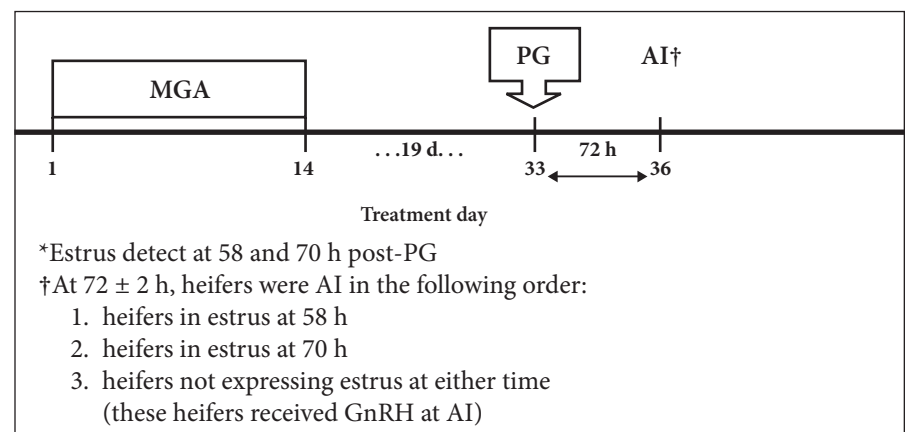 PG
AI†
MGA
...19 d...
72 h
1
14
33
36
Treatment day
*Estrus detect at 58 and 70 h post-PG
†At 72 ± 2 h, heifers were AI in the following order:
1. heifers in estrus at 58 h
2. heifers in estrus at 70 h
3. heifers not expressing estrus at either time
(these heifers received GnRH at AI)